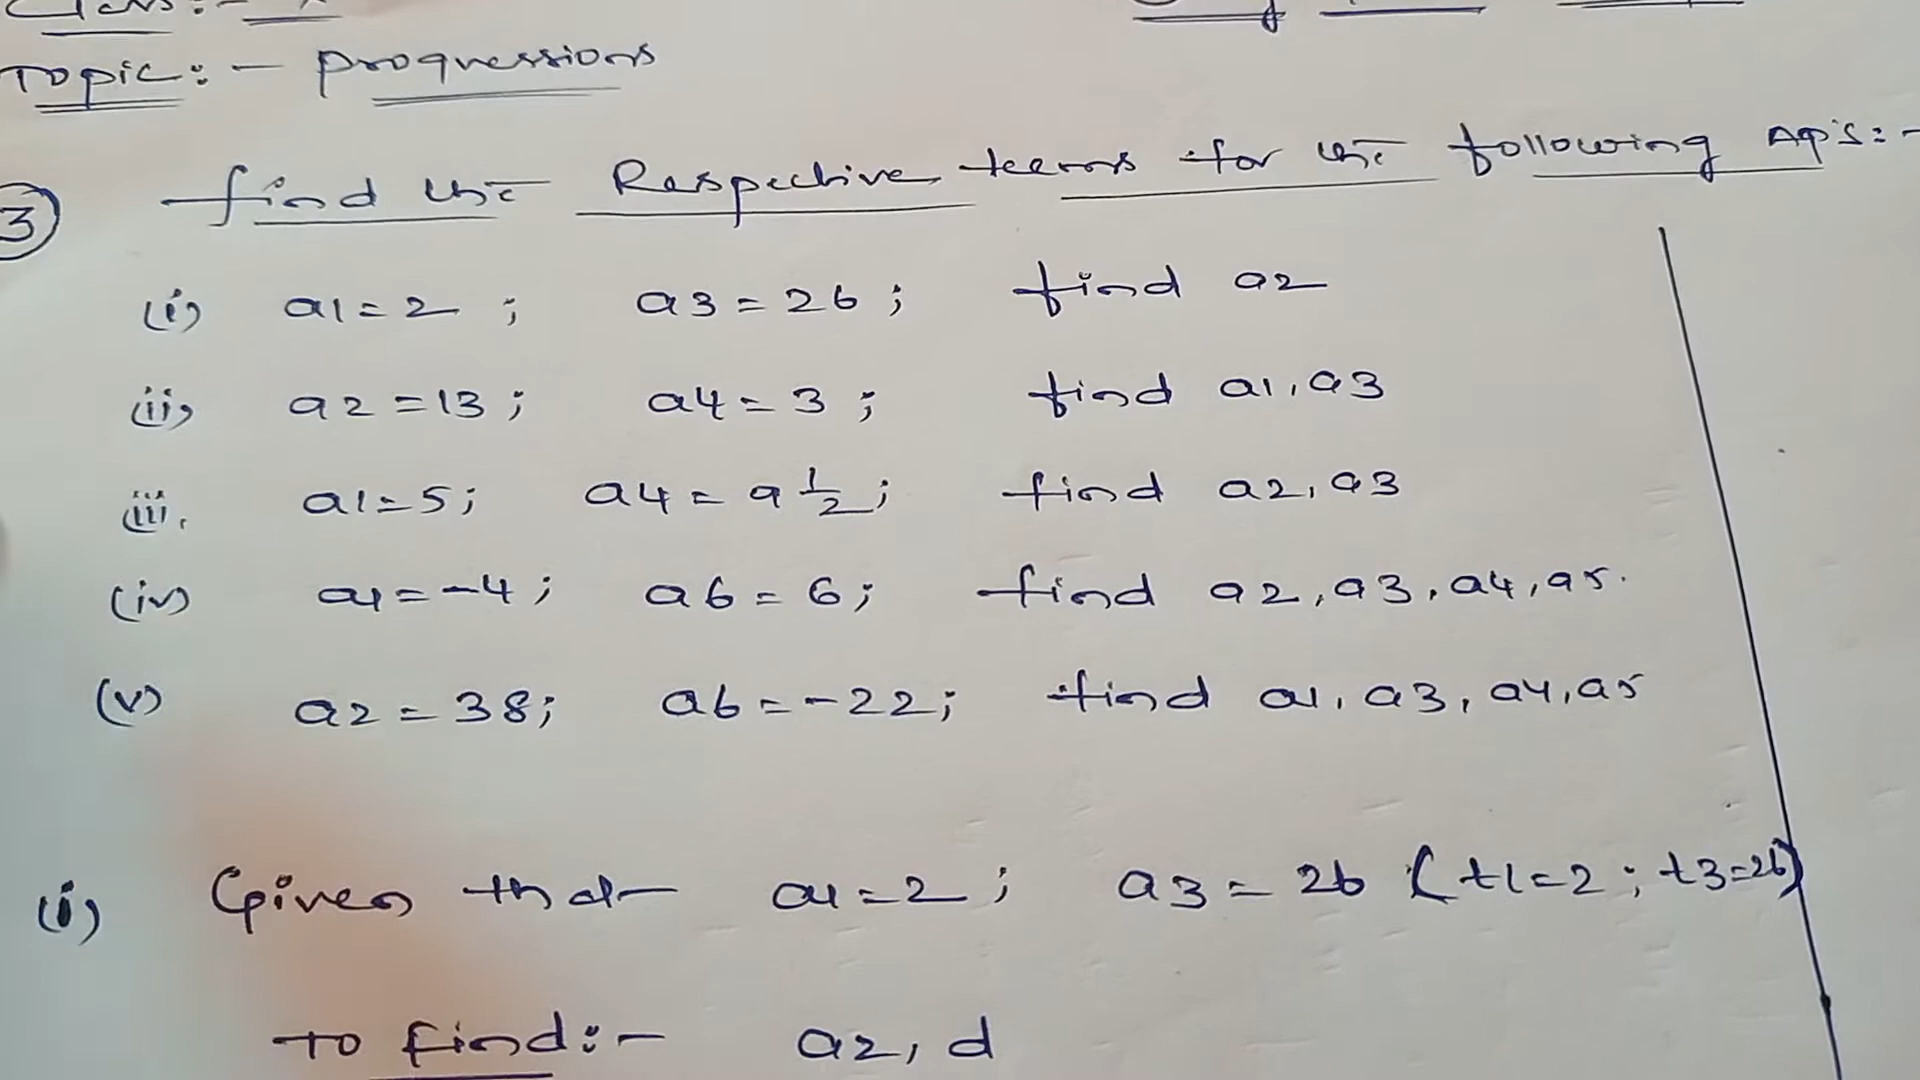 Topic:- Progressions
3 find the Respective terms for the following AP's:-
(i) a1=2 ; a3=26 ; find a2
(ii) a2=13 ; a4=3 ; find a1, a3
(iii. a1=5; a4=9 1/2; find a2, a3
(iv) a1=-4; a6=6; find a2, a3, a4, a5.
(v) a2=38; a6=-22; find a1, a3, a4, a5
(i) Given that a1=2 ; a3=26 (t1=2 ; t3=26)
To find:- a2, d